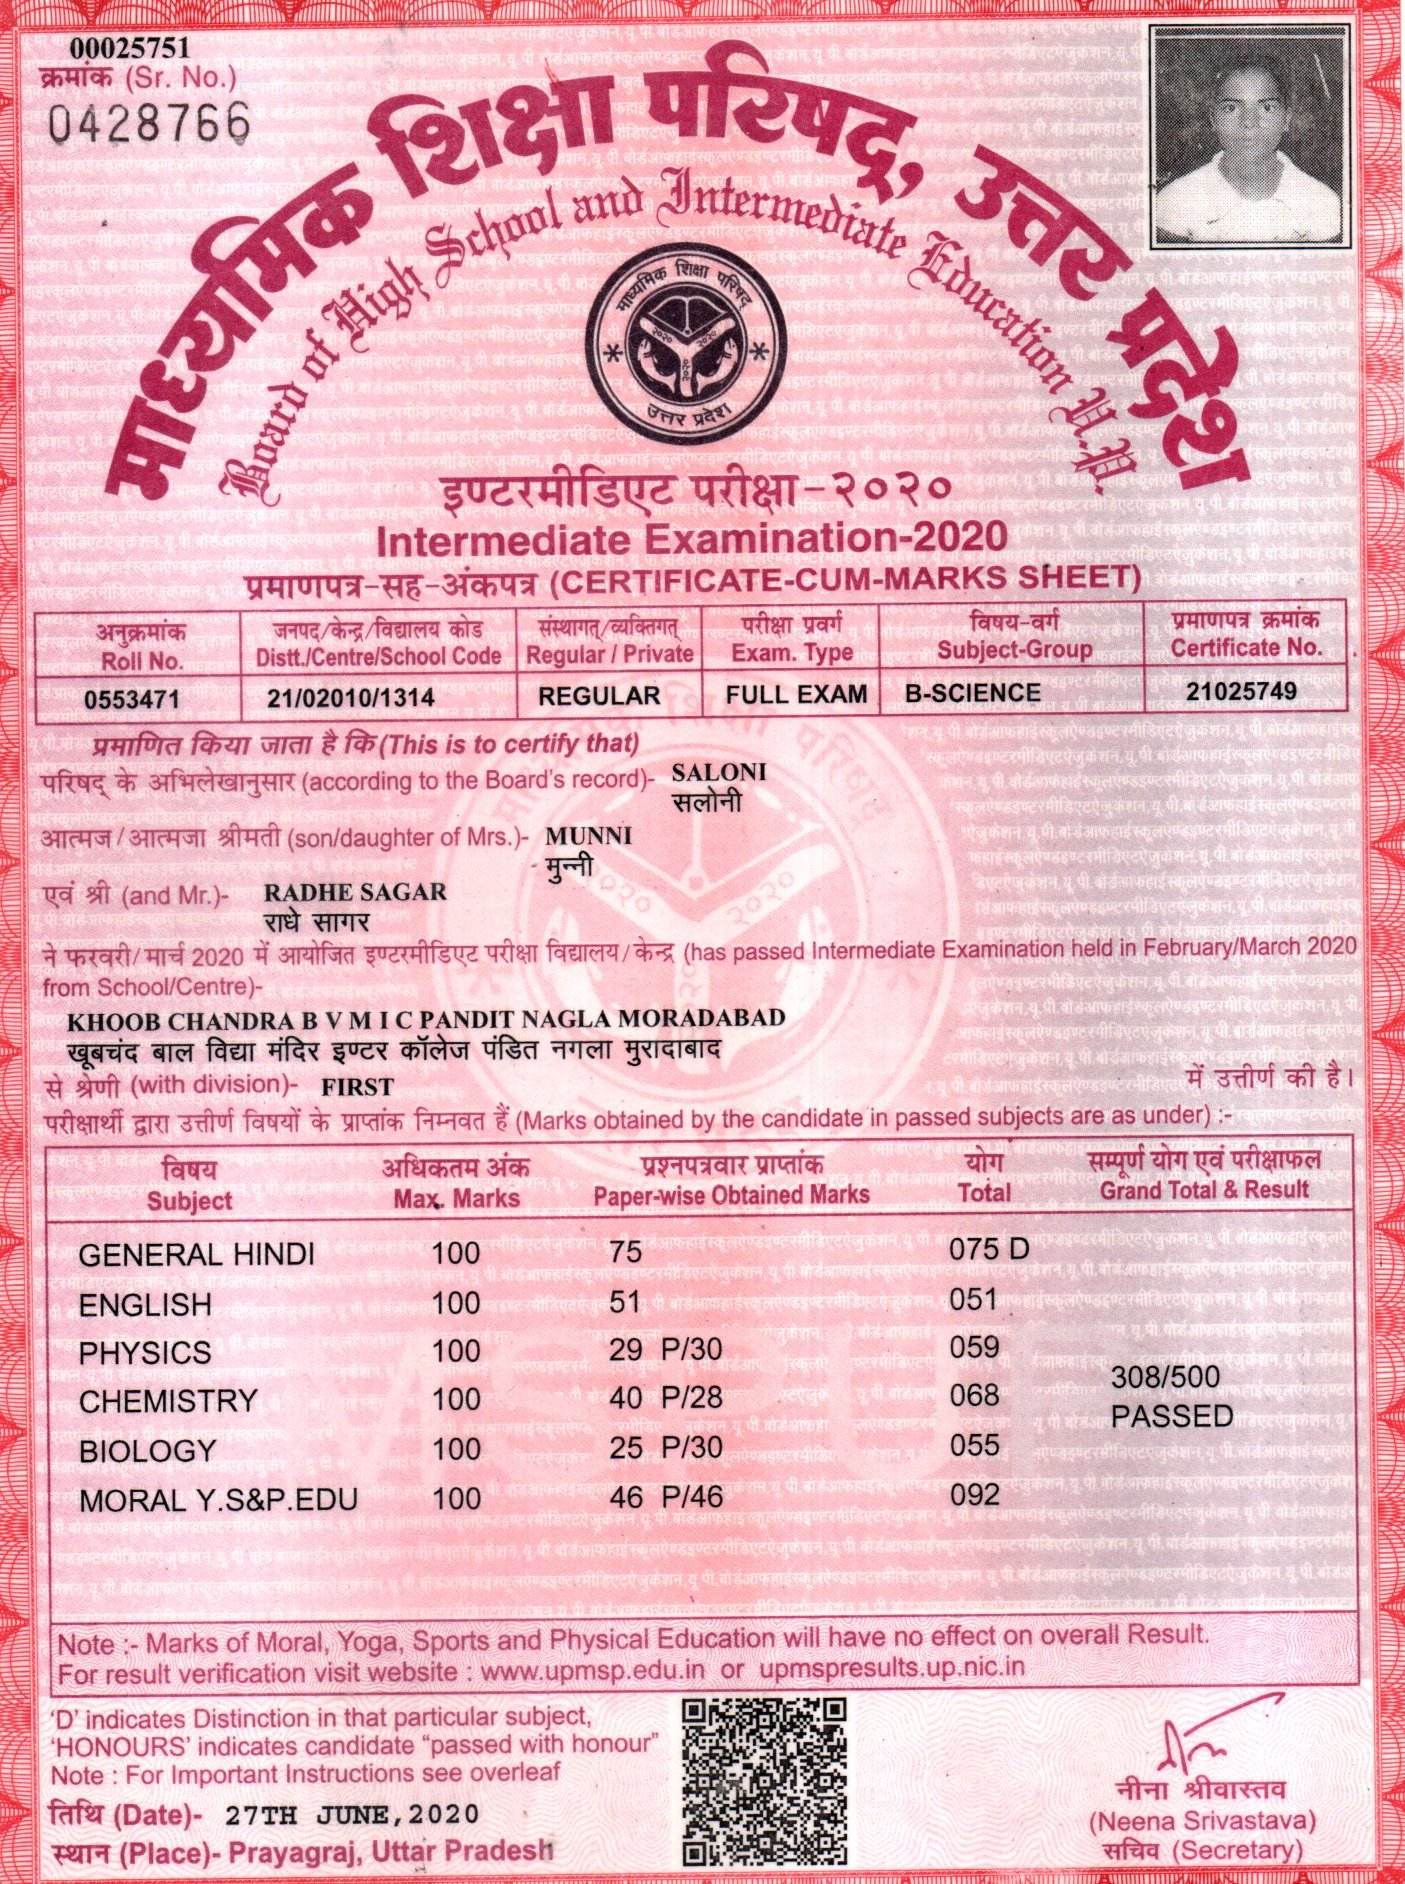 00025751
क्रमांक (Sr. No.)
0428766
माध्यमिक शिक्षा परिषद्, उत्तर प्रदेश
Board of High School and Intermediate Education U.P.
माध्यमिक शिक्षा परिषद
२०२० २०२०
२०२०
उत्तर प्रदेश
इण्टरमीडिएट परीक्षा-२०२०
Intermediate Examination-2020
प्रमाणपत्र-सह-अंकपत्र (CERTIFICATE-CUM-MARKS SHEET)
अनुक्रमांक जनपद/केन्द्र/विद्यालय कोड संस्थागत्/व्यक्तिगत् परीक्षा प्रवर्ग विषय-वर्ग प्रमाणपत्र क्रमांक
Roll No. Distt./Centre/School Code Regular / Private Exam. Type Subject-Group Certificate No.
0553471 21/02010/1314 REGULAR FULL EXAM B-SCIENCE 21025749
प्रमाणित किया जाता है कि (This is to certify that)
परिषद् के अभिलेखानुसार (according to the Board's record)- SALONI
सलोनी
आत्मज/आत्मजा श्रीमती (son/daughter of Mrs.)- MUNNI
मुन्नी
एवं श्री (and Mr.)- RADHE SAGAR
राधे सागर
ने फरवरी/मार्च 2020 में आयोजित इण्टरमीडिएट परीक्षा विद्यालय/केन्द्र (has passed Intermediate Examination held in February/March 2020
from School/Centre)-
KHOOB CHANDRA B V M I C PANDIT NAGLA MORADABAD
खूबचंद बाल विद्या मंदिर इण्टर कॉलेज पंडित नगला मुरादाबाद
से श्रेणी (with division)- FIRST में उत्तीर्ण की है।
परीक्षार्थी द्वारा उत्तीर्ण विषयों के प्राप्तांक निम्नवत हैं (Marks obtained by the candidate in passed subjects are as under) :-
विषय अधिकतम अंक प्रश्नपत्रवार प्राप्तांक योग सम्पूर्ण योग एवं परीक्षाफल
Subject Max. Marks Paper-wise Obtained Marks Total Grand Total & Result
GENERAL HINDI 100 75 075 D
ENGLISH 100 51 051
PHYSICS 100 29 P/30 059
308/500
CHEMISTRY 100 40 P/28 068
PASSED
BIOLOGY 100 25 P/30 055
MORAL Y.S&P.EDU 100 46 P/46 092
Note :- Marks of Moral, Yoga, Sports and Physical Education will have no effect on overall Result.
For result verification visit website : www.upmsp.edu.in or upmspresults.up.nic.in
'D' indicates Distinction in that particular subject,
'HONOURS' indicates candidate "passed with honour"
Note : For Important Instructions see overleaf
तिथि (Date)- 27TH JUNE,2020
स्थान (Place)- Prayagraj, Uttar Pradesh
नीना श्रीवास्तव
(Neena Srivastava)
सचिव (Secretary)